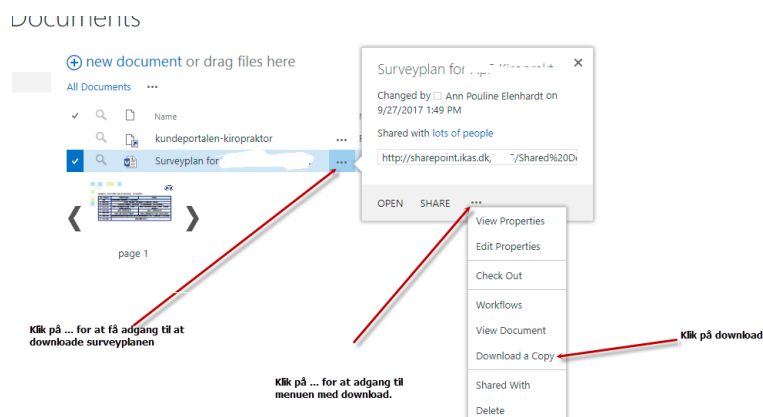 Documents
new document or drag files here
All Documents ...
Name
kundeportalen-kiropraktor ...
Surveyplan for ...
page 1
Surveyplan for
Changed by Ann Pouline Elenhardt on
9/27/2017 1:49 PM
Shared with lots of people
http://sharepoint.ikas.dk, /Shared%20De
OPEN SHARE ...
View Properties
Edit Properties
Check Out
Workflows
View Document
Download a Copy
Shared With
Delete
Klik på ... for at få adgang til at
downloade surveyplanen
Klik på ... for at adgang til
menuen med download.
Klik på download